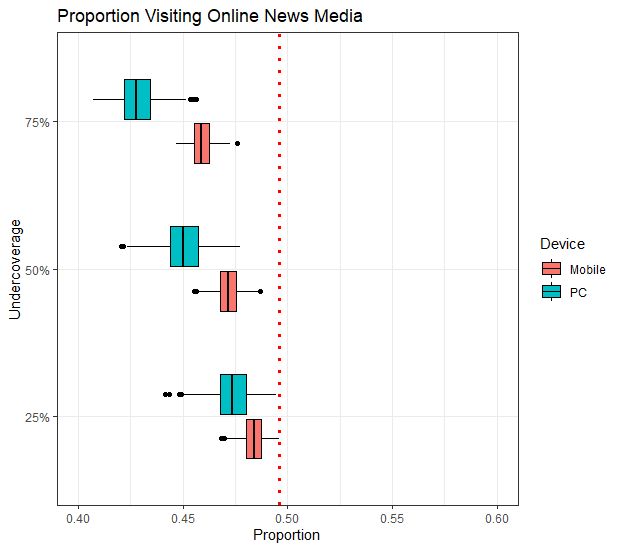 Proportion Visiting Online News Media
75%
50%
25%
Undercoverage
0.40 0.45 0.50 0.55 0.60
Proportion
Device
Mobile
PC